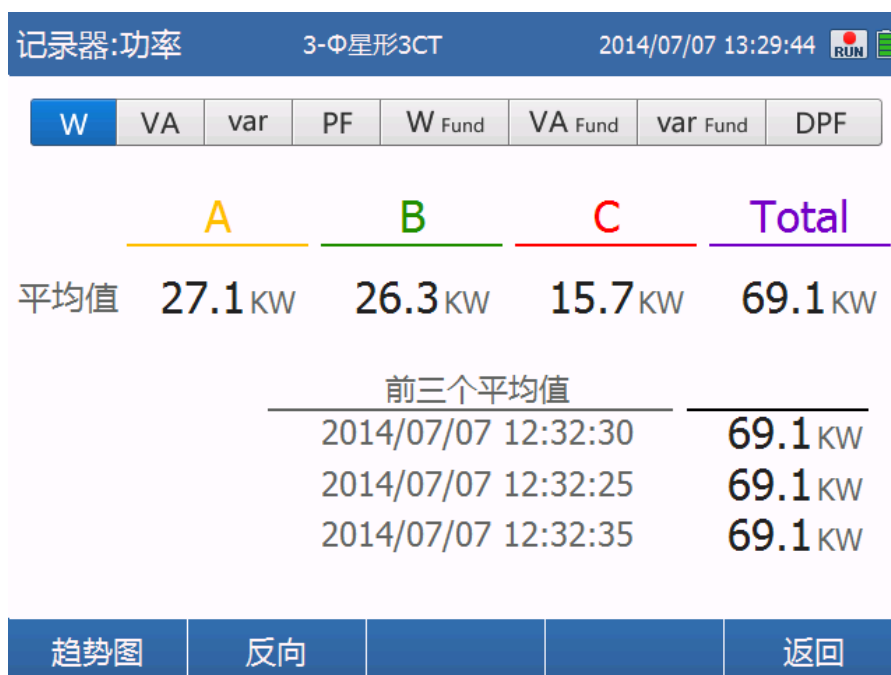 记录器:功率 3-Φ星形3CT 2014/07/07 13:29:44 RUN
W VA var PF W Fund VA Fund var Fund DPF
A B C Total
平均值 27.1 KW 26.3 KW 15.7 KW 69.1 KW
前三个平均值
2014/07/07 12:32:30 69.1 KW
2014/07/07 12:32:25 69.1 KW
2014/07/07 12:32:35 69.1 KW
趋势图 反向 返回